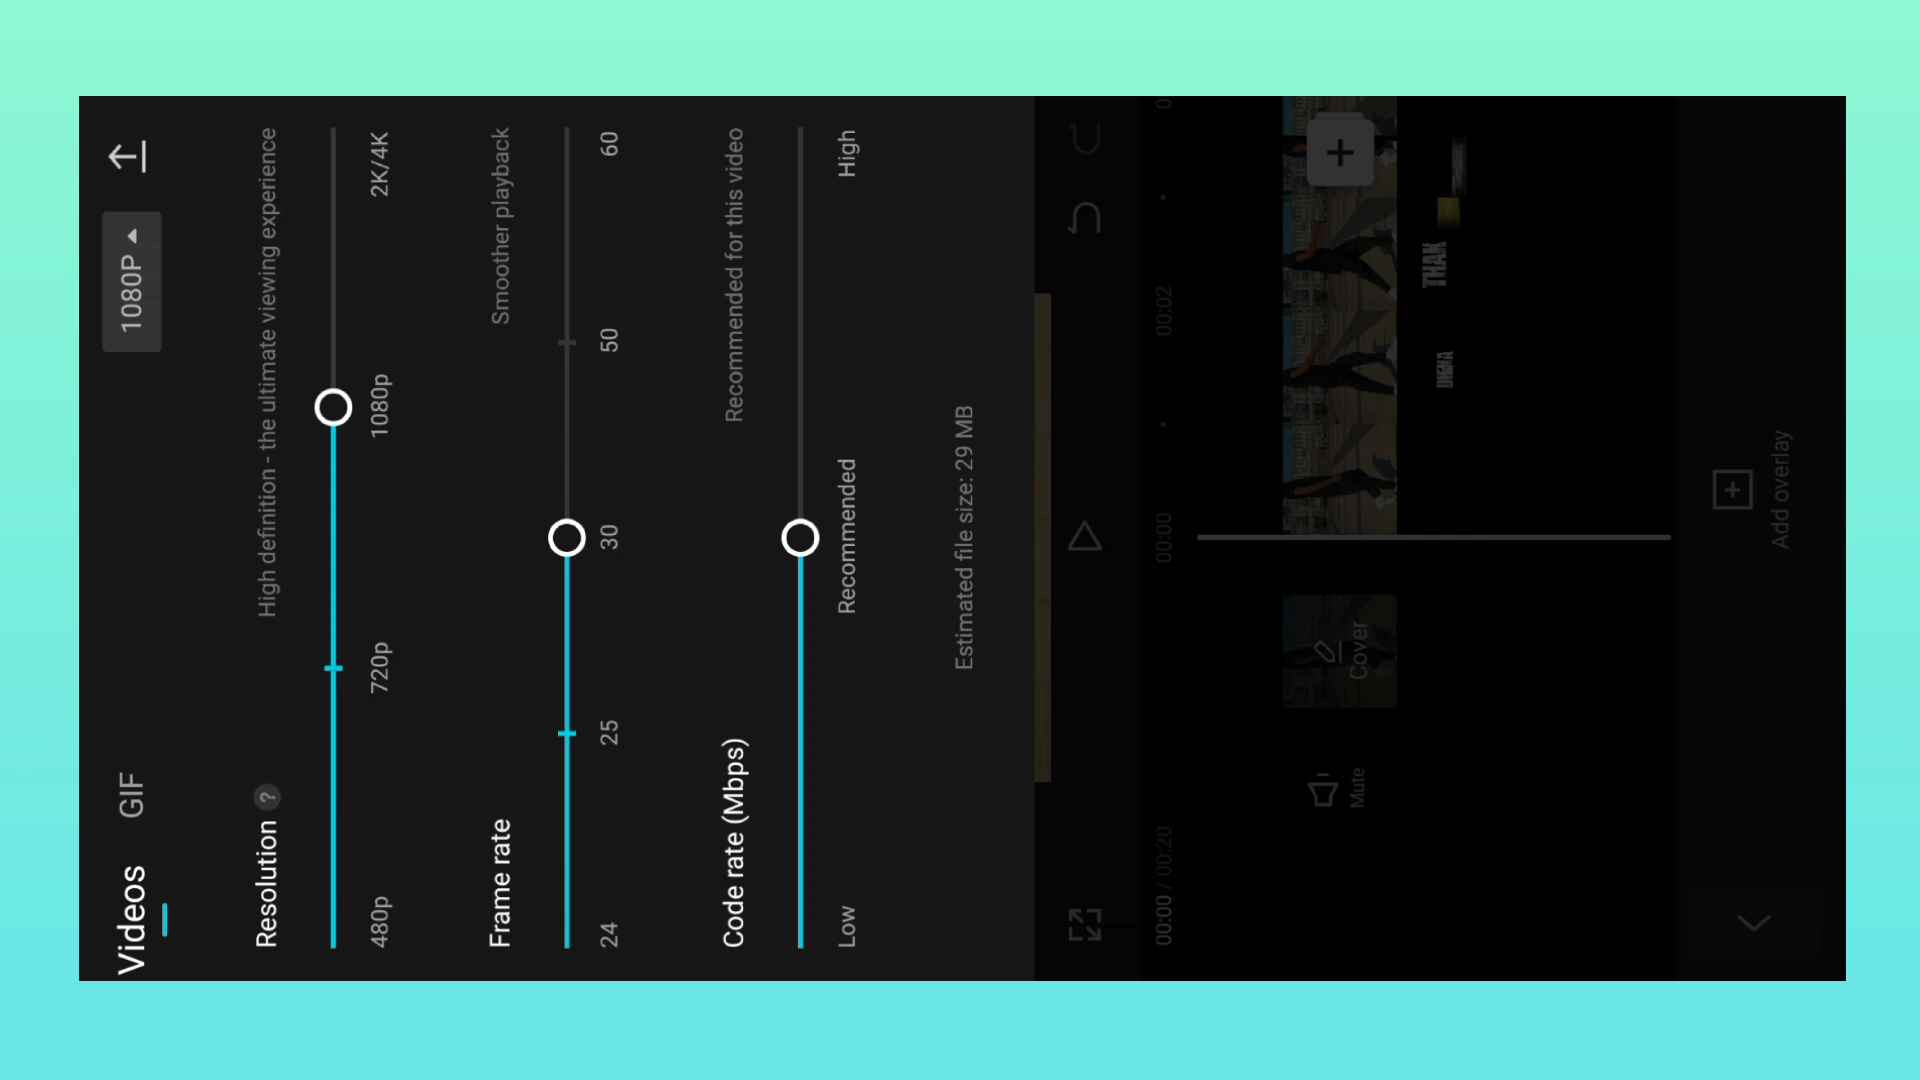 Videos GIF 1080P
Resolution ? High definition - the ultimate viewing experience
480p 720p 1080p 2K/4K
Frame rate Smoother playback
24 25 30 50 60
Code rate (Mbps) Recommended for this video
Low Recommended High
Estimated file size: 29 MB
00:00 / 00:20 00:00 00:02
Mute Cover
THAK
Add overlay